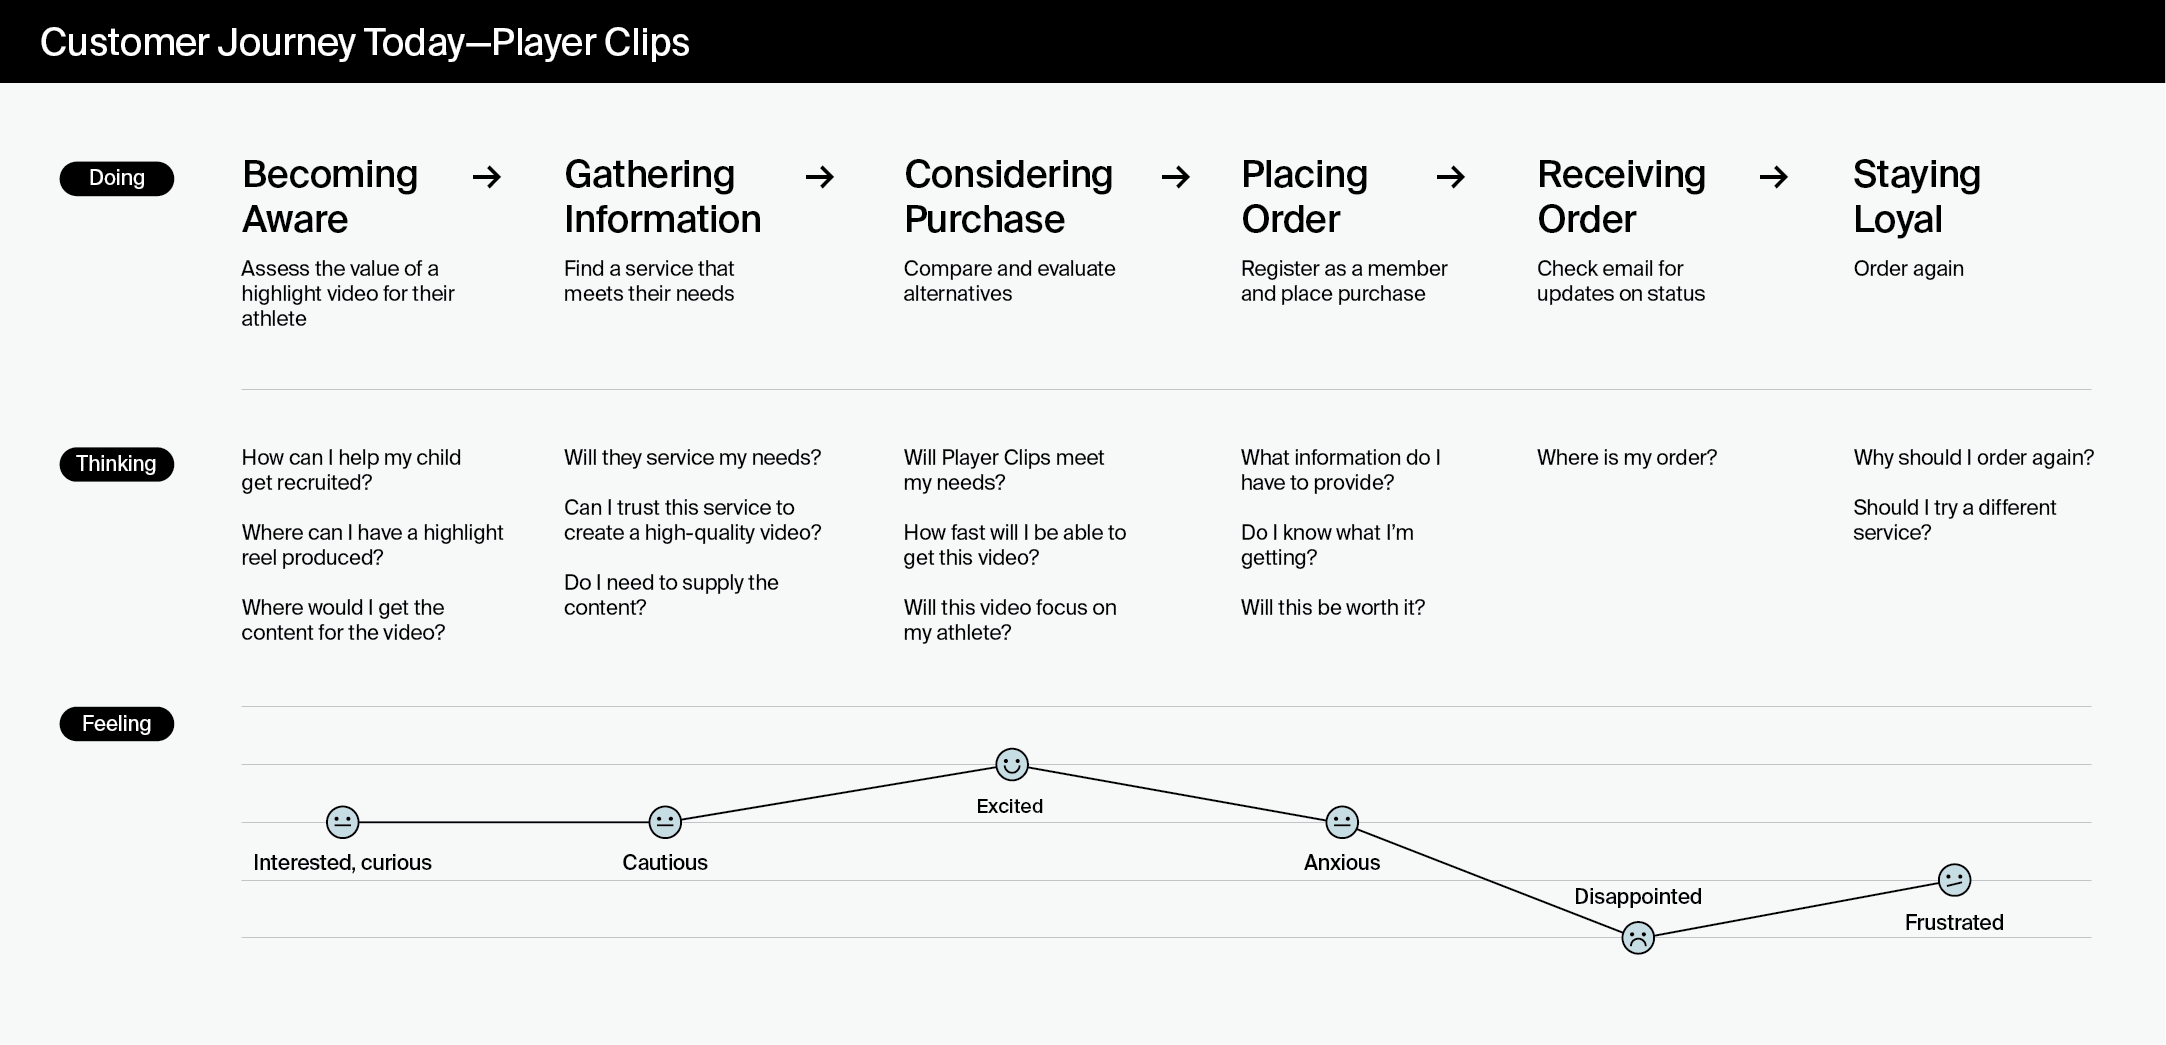 Customer Journey Today—Player Clips
Doing
Becoming
Aware
Assess the value of a
highlight video for their
athlete
Gathering
Information
Find a service that
meets their needs
Considering
Purchase
Compare and evaluate
alternatives
Placing
Order
Register as a member
and place purchase
Receiving
Order
Check email for
updates on status
Staying
Loyal
Order again
Thinking
How can I help my child
get recruited?
Where can I have a highlight
reel produced?
Where would I get the
content for the video?
Will they service my needs?
Can I trust this service to
create a high-quality video?
Do I need to supply the
content?
Will Player Clips meet
my needs?
How fast will I be able to
get this video?
Will this video focus on
my athlete?
What information do I
have to provide?
Do I know what I’m
getting?
Will this be worth it?
Where is my order?
Why should I order again?
Should I try a different
service?
Feeling
Interested, curious
Cautious
Excited
Anxious
Disappointed
Frustrated